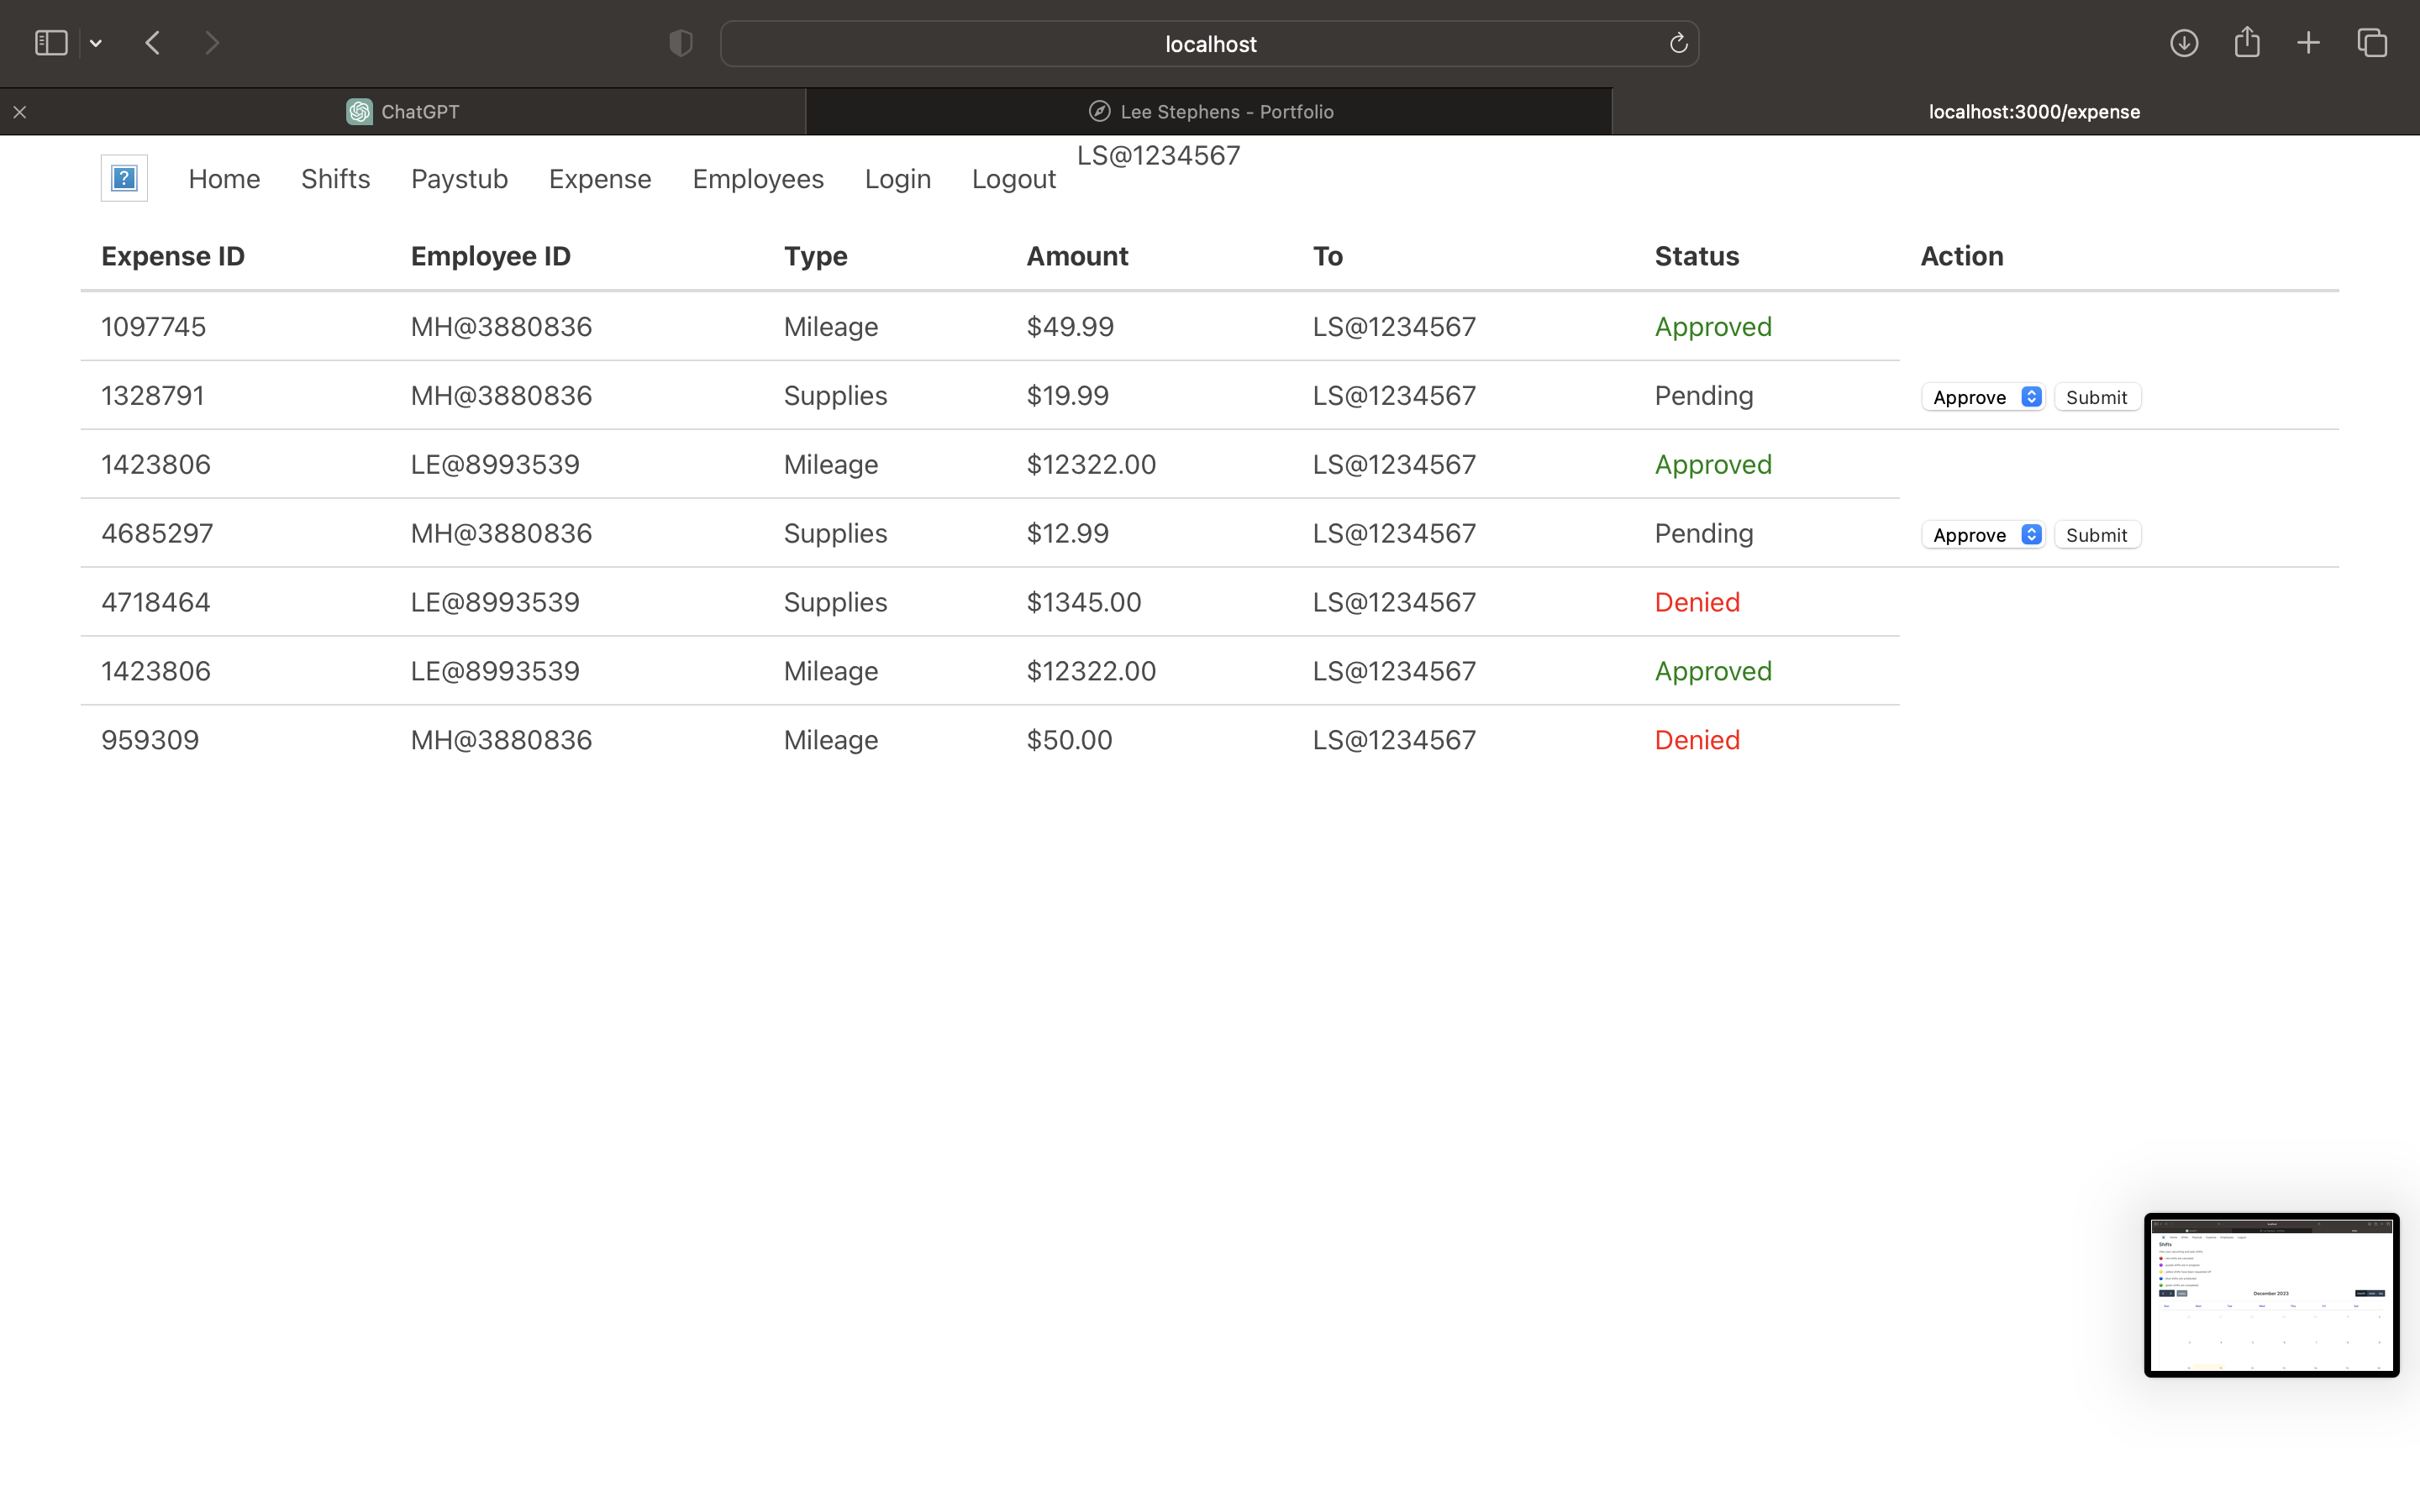 localhost
ChatGPT
Lee Stephens - Portfolio
localhost:3000/expense
Home Shifts Paystub Expense Employees Login Logout LS@1234567
Expense ID Employee ID Type Amount To Status Action
1097745 MH@3880836 Mileage $49.99 LS@1234567 Approved
1328791 MH@3880836 Supplies $19.99 LS@1234567 Pending Approve Submit
1423806 LE@8993539 Mileage $12322.00 LS@1234567 Approved
4685297 MH@3880836 Supplies $12.99 LS@1234567 Pending Approve Submit
4718464 LE@8993539 Supplies $1345.00 LS@1234567 Denied
1423806 LE@8993539 Mileage $12322.00 LS@1234567 Approved
959309 MH@3880836 Mileage $50.00 LS@1234567 Denied
Shifts
December 2023